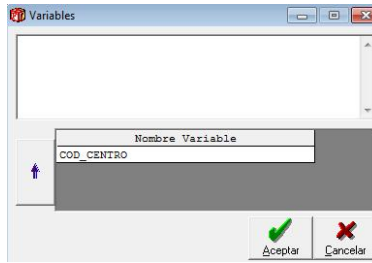 Variables
Nombre Variable
COD_CENTRO
Aceptar
Cancelar